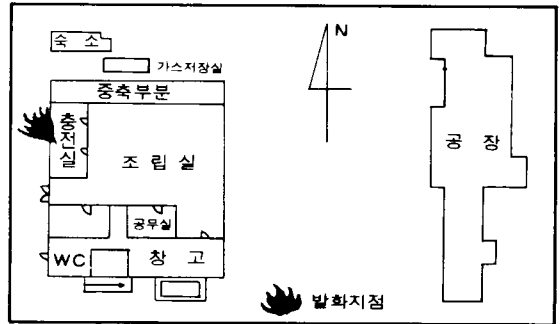 숙 소
N
가스저장실
중축부분
충전실
조 립 실
공 장
공무실
WC
창 고
발화지점